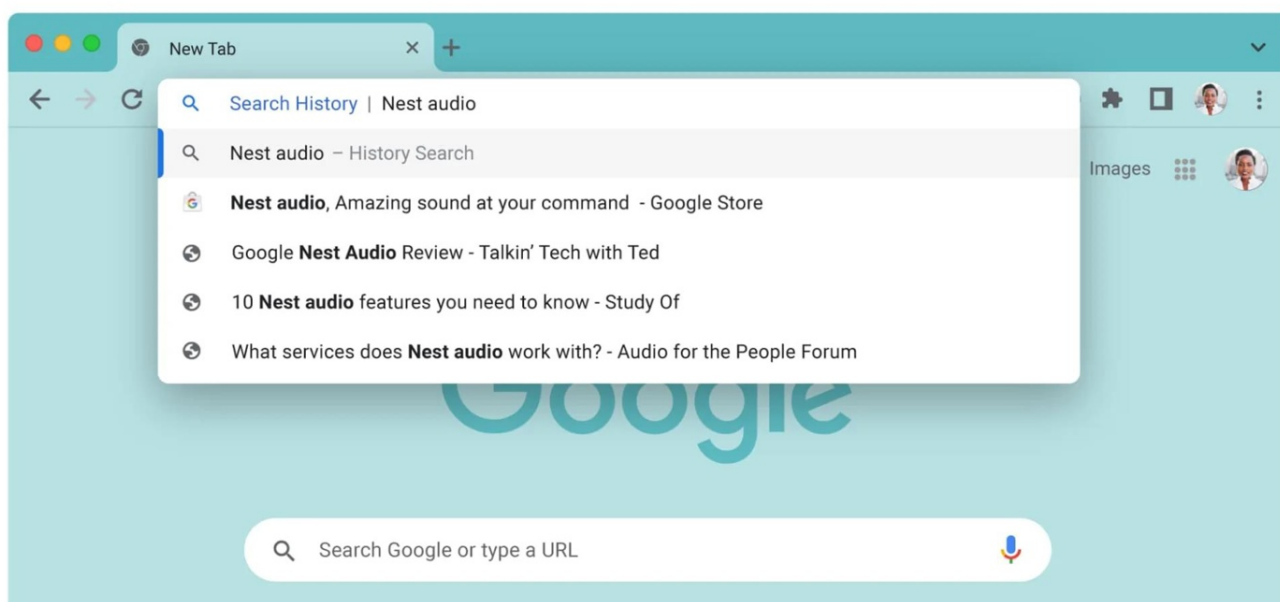 New Tab
Search History | Nest audio
Nest audio – History Search
Images
Nest audio, Amazing sound at your command - Google Store
Google Nest Audio Review - Talkin’ Tech with Ted
10 Nest audio features you need to know - Study Of
What services does Nest audio work with? - Audio for the People Forum
Google
Search Google or type a URL